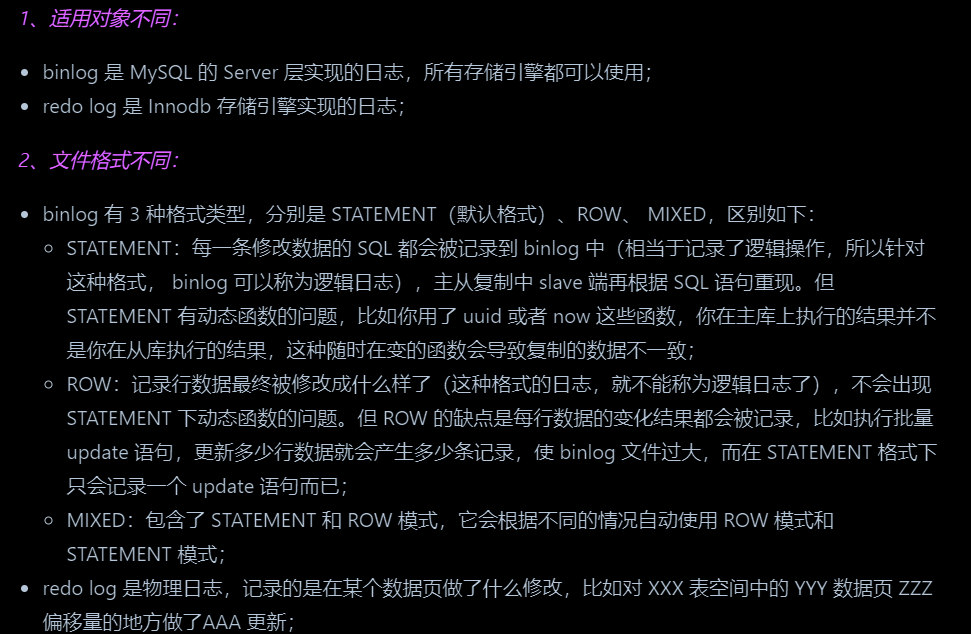 1、适用对象不同：
binlog 是 MySQL 的 Server 层实现的日志，所有存储引擎都可以使用；
redo log 是 Innodb 存储引擎实现的日志；
2、文件格式不同：
binlog 有 3 种格式类型，分别是 STATEMENT（默认格式）、ROW、 MIXED，区别如下：
STATEMENT：每一条修改数据的 SQL 都会被记录到 binlog 中（相当于记录了逻辑操作，所以针对
这种格式， binlog 可以称为逻辑日志），主从复制中 slave 端再根据 SQL 语句重现。但
STATEMENT 有动态函数的问题，比如你用了 uuid 或者 now 这些函数，你在主库上执行的结果并不
是你在从库执行的结果，这种随时在变的函数会导致复制的数据不一致；
ROW：记录行数据最终被修改成什么样了（这种格式的日志，就不能称为逻辑日志了），不会出现
STATEMENT 下动态函数的问题。但 ROW 的缺点是每行数据的变化结果都会被记录，比如执行批量
update 语句，更新多少行数据就会产生多少条记录，使 binlog 文件过大，而在 STATEMENT 格式下
只会记录一个 update 语句而已；
MIXED：包含了 STATEMENT 和 ROW 模式，它会根据不同的情况自动使用 ROW 模式和
STATEMENT 模式；
redo log 是物理日志，记录的是在某个数据页做了什么修改，比如对 XXX 表空间中的 YYY 数据页 ZZZ
偏移量的地方做了AAA 更新；